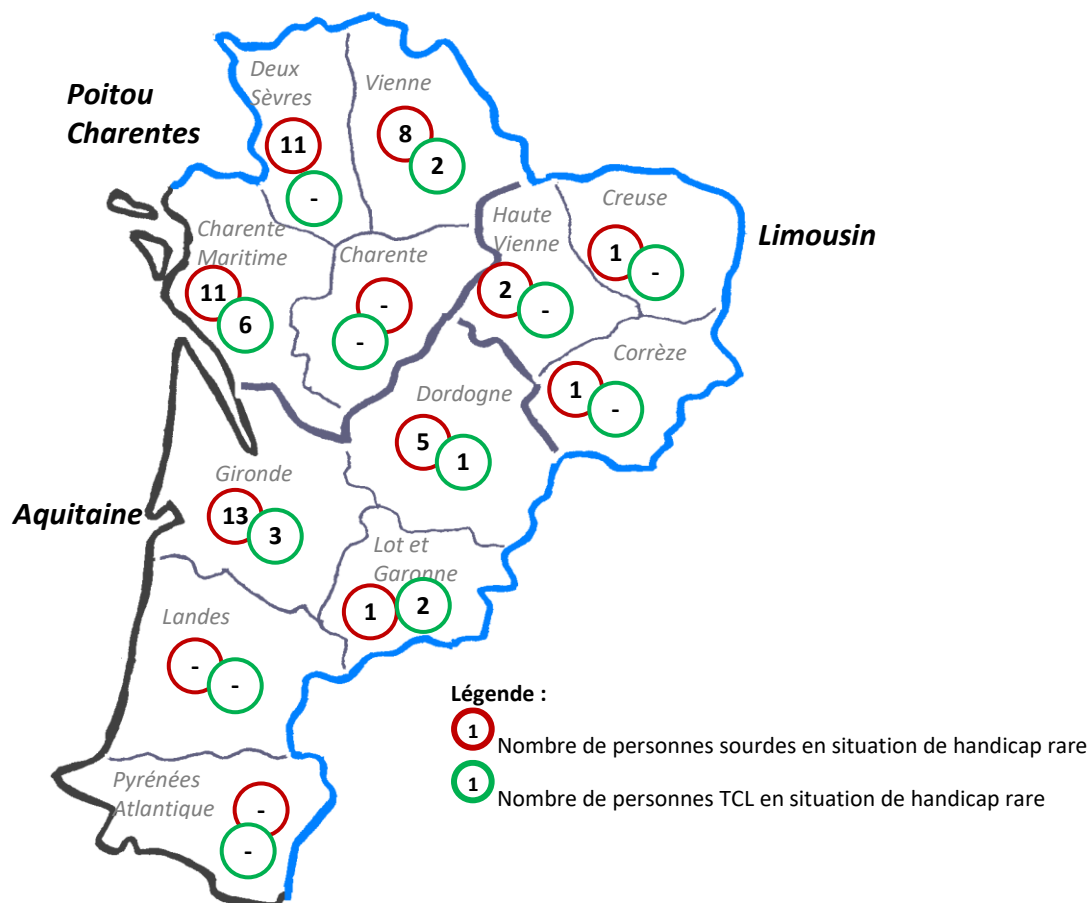 Poitou
Charentes
Deux
Sèvres
11
-
Vienne
8
2
Charente
Maritime
11
6
Charente
-
-
Haute
Vienne
2
-
Creuse
1
-
Limousin
Corrèze
1
-
Dordogne
5
1
Aquitaine
Gironde
13
3
Lot et
Garonne
1
2
Landes
-
-
Pyrénées
Atlantique
-
-
Légende :
1 Nombre de personnes sourdes en situation de handicap rare
1 Nombre de personnes TCL en situation de handicap rare